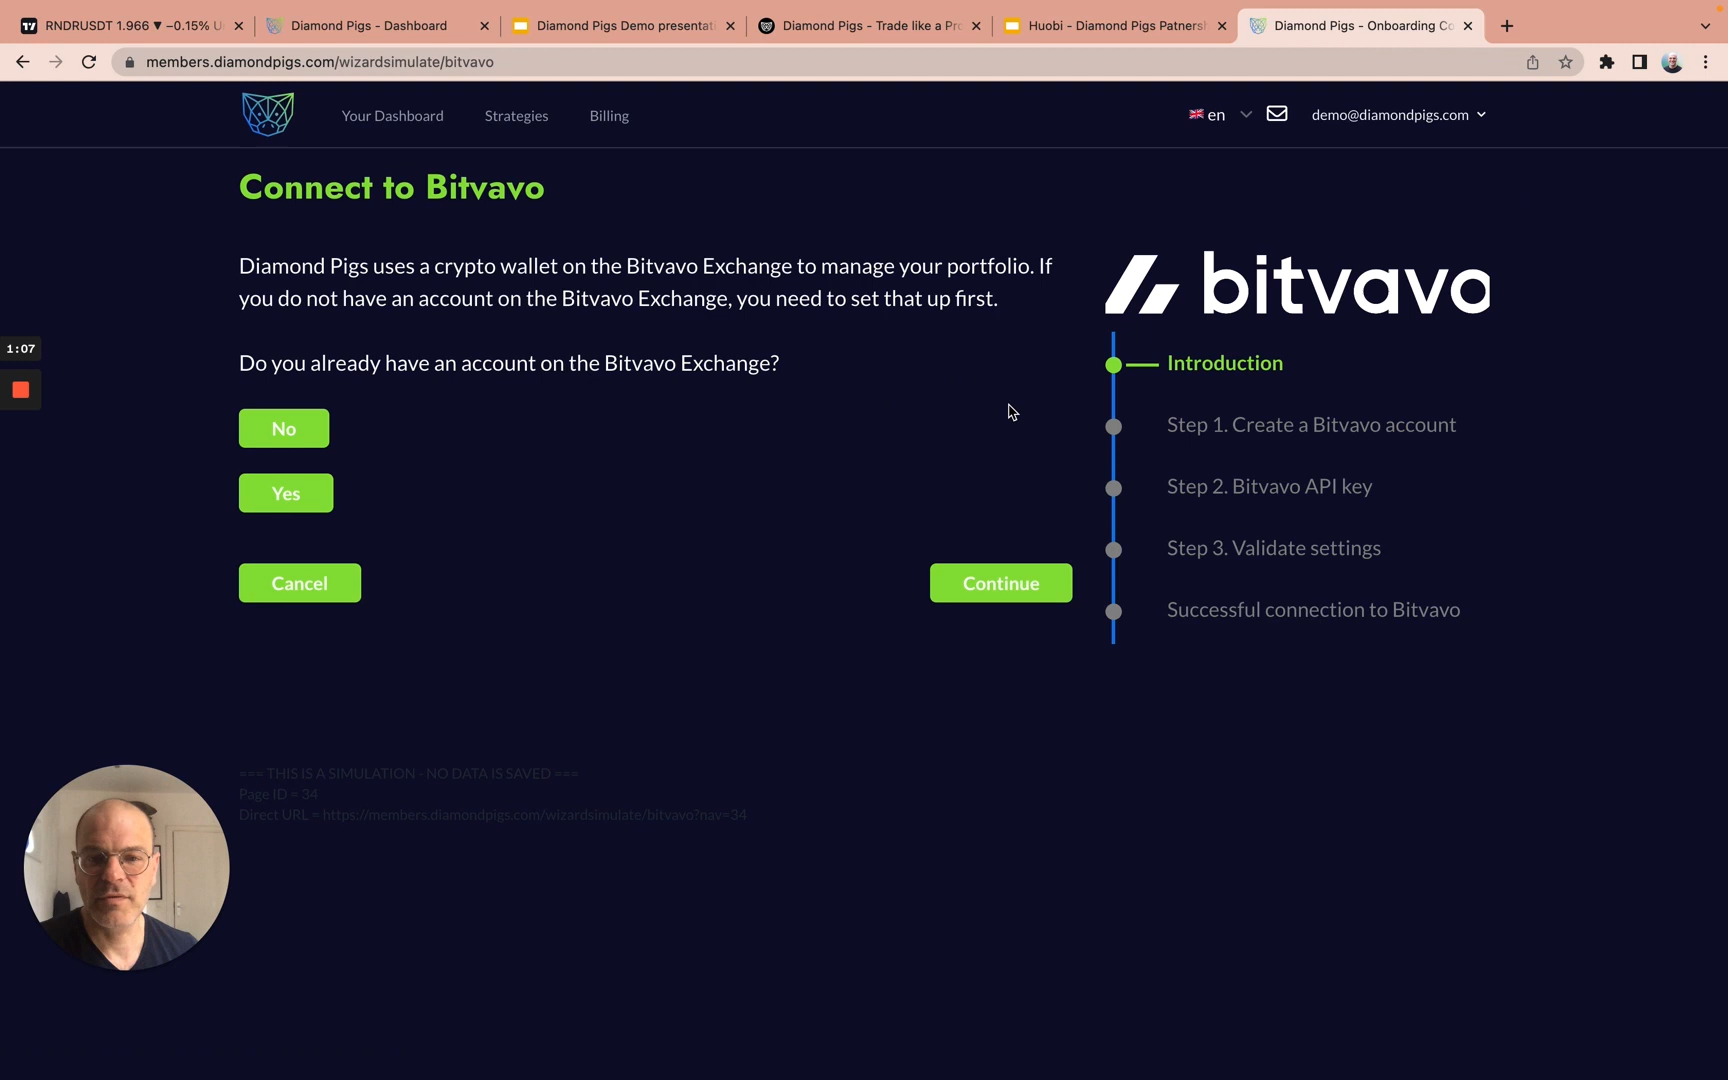 RNDRUSDT 1.966 ▼ −0.15% U
Diamond Pigs - Dashboard
Diamond Pigs Demo presentat
Diamond Pigs - Trade like a Pro
Huobi - Diamond Pigs Patners
Diamond Pigs - Onboarding Co
members.diamondpigs.com/wizardsimulate/bitvavo
Your Dashboard
Strategies
Billing
en
demo@diamondpigs.com
Connect to Bitvavo
Diamond Pigs uses a crypto wallet on the Bitvavo Exchange to manage your portfolio. If
you do not have an account on the Bitvavo Exchange, you need to set that up first.
Do you already have an account on the Bitvavo Exchange?
No
Yes
Cancel
Continue
bitvavo
Introduction
Step 1. Create a Bitvavo account
Step 2. Bitvavo API key
Step 3. Validate settings
Successful connection to Bitvavo
1:07
=== THIS IS A SIMULATION - NO DATA IS SAVED ===
Page ID = 34
Direct URL = https://members.diamondpigs.com/wizardsimulate/bitvavo?nav=34